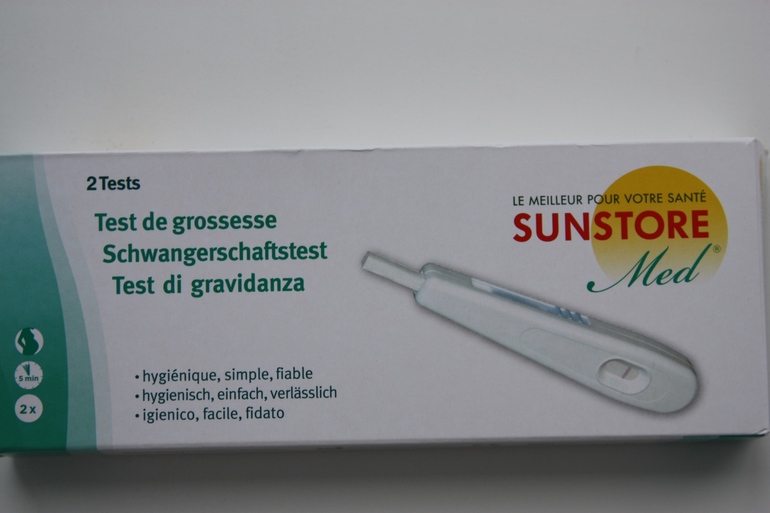 2 Tests
Test de grossesse
Schwangerschaftstest
Test di gravidanza
LE MEILLEUR POUR VOTRE SANTÉ
SUNSTORE
Med®
5 min
2 x
• hygiénique, simple, fiable
• hygienisch, einfach, verlässlich
• igienico, facile, fidato